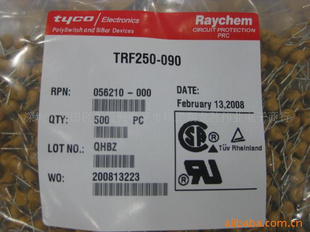 tyco Electronics
PolySwitch and SiBar Devices
Raychem
CIRCUIT PROTECTION
PRC
TRF250-090
RPN: 056210-000
DATE:
February 13,2008
QTY: 500 PC
LOT NO.: QHBZ
WO: 200813223
TÜV Rheinland